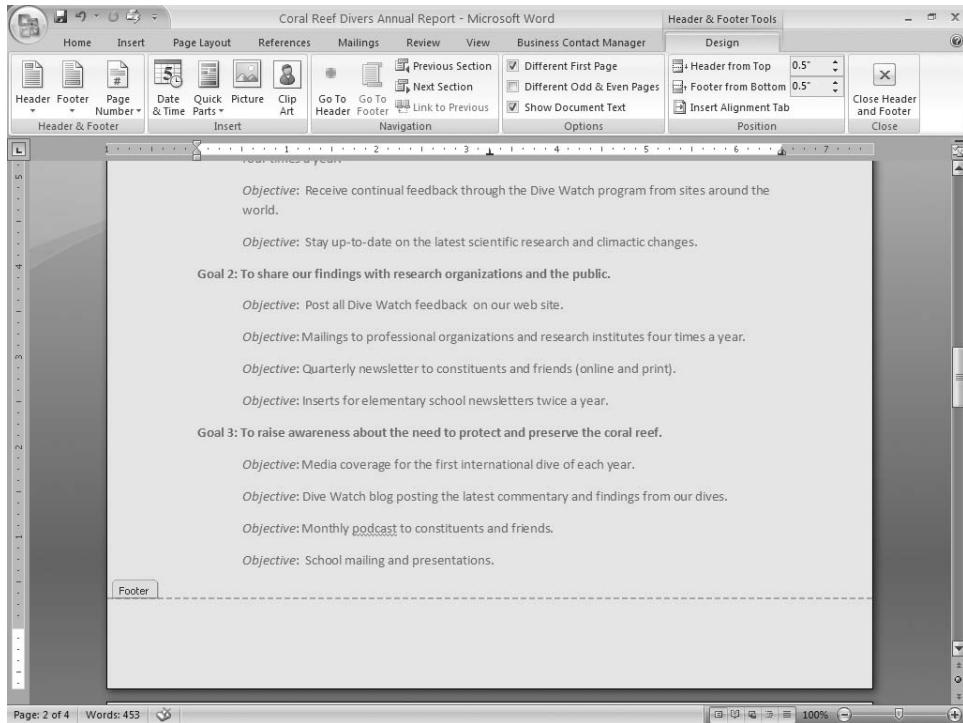 Coral Reef Divers Annual Report - Microsoft Word
Header & Footer Tools
Home Insert Page Layout References Mailings Review View Business Contact Manager Design
Header Footer Page Number
Header & Footer
Date & Time Quick Parts Picture Clip Art
Insert
Go To Header Go To Footer
Previous Section
Next Section
Link to Previous
Navigation
Different First Page
Different Odd & Even Pages
Show Document Text
Options
Header from Top 0.5"
Footer from Bottom 0.5"
Insert Alignment Tab
Position
Close Header and Footer
Close
1 1 2 3 4 5 6 7
four times a year.
Objective: Receive continual feedback through the Dive Watch program from sites around the
world.
Objective: Stay up-to-date on the latest scientific research and climactic changes.
Goal 2: To share our findings with research organizations and the public.
Objective: Post all Dive Watch feedback on our web site.
Objective: Mailings to professional organizations and research institutes four times a year.
Objective: Quarterly newsletter to constituents and friends (online and print).
Objective: Inserts for elementary school newsletters twice a year.
Goal 3: To raise awareness about the need to protect and preserve the coral reef.
Objective: Media coverage for the first international dive of each year.
Objective: Dive Watch blog posting the latest commentary and findings from our dives.
Objective: Monthly podcast to constituents and friends.
Objective: School mailing and presentations.
Footer
Page: 2 of 4 Words: 453 100%